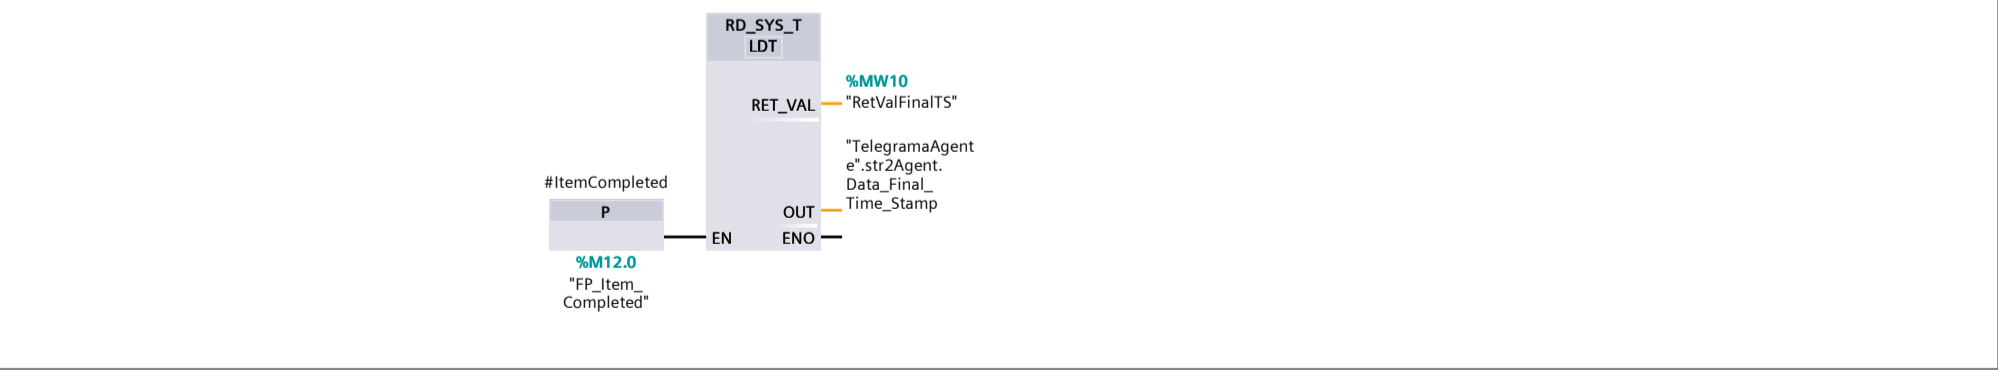 RD_SYS_T
LDT
%MW10
RET_VAL
"RetValFinalTS"
"TelegramaAgent
e".str2Agent.
Data_Final_
Time_Stamp
#ItemCompleted
P
OUT
EN
ENO
%M12.0
"FP_Item_
Completed"